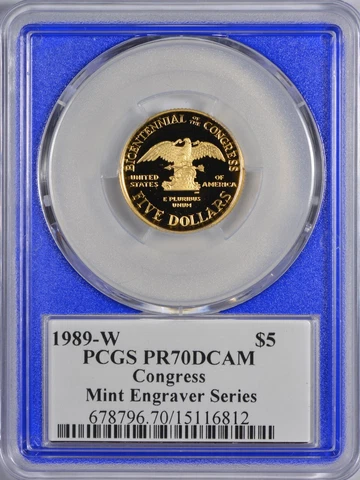 BICENTENNIAL OF THE CONGRESS
UNITED STATES OF AMERICA
E PLURIBUS
UNUM
FIVE DOLLARS
1989-W $5
PCGS PR70DCAM
Congress
Mint Engraver Series
678796.70/15116812